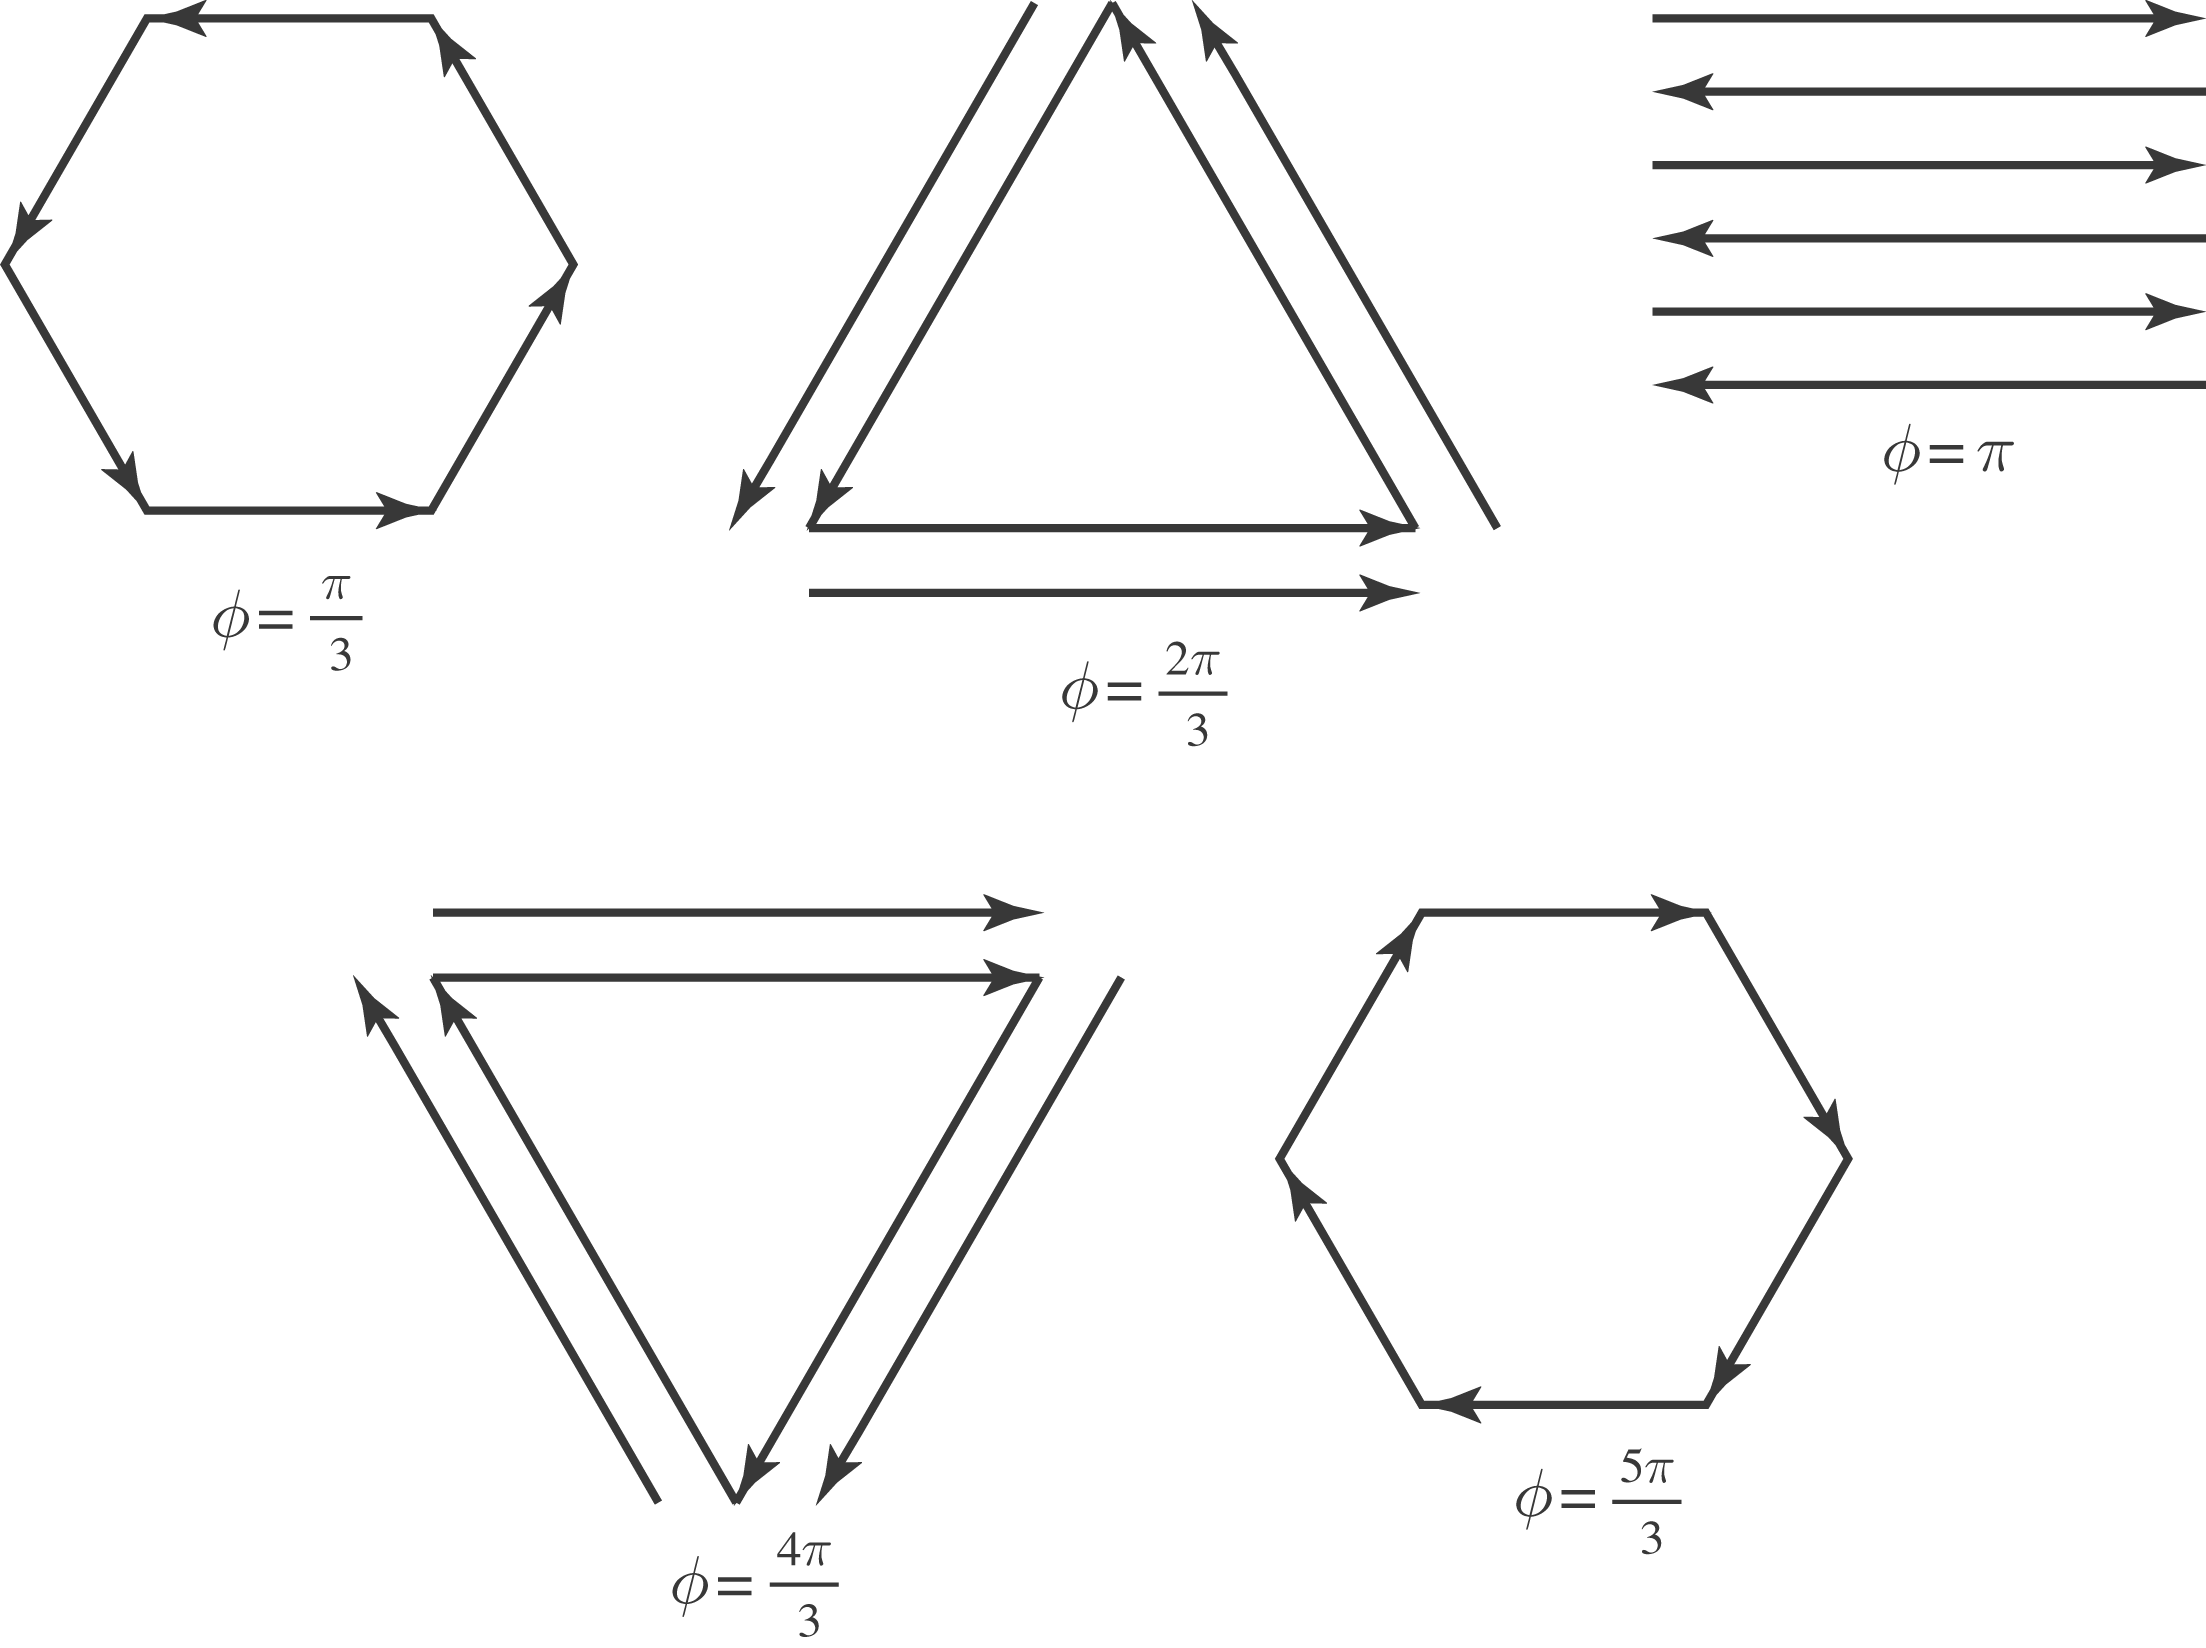 ϕ = π
ϕ = π/3
ϕ = 2π/3
ϕ = 4π/3
ϕ = 5π/3